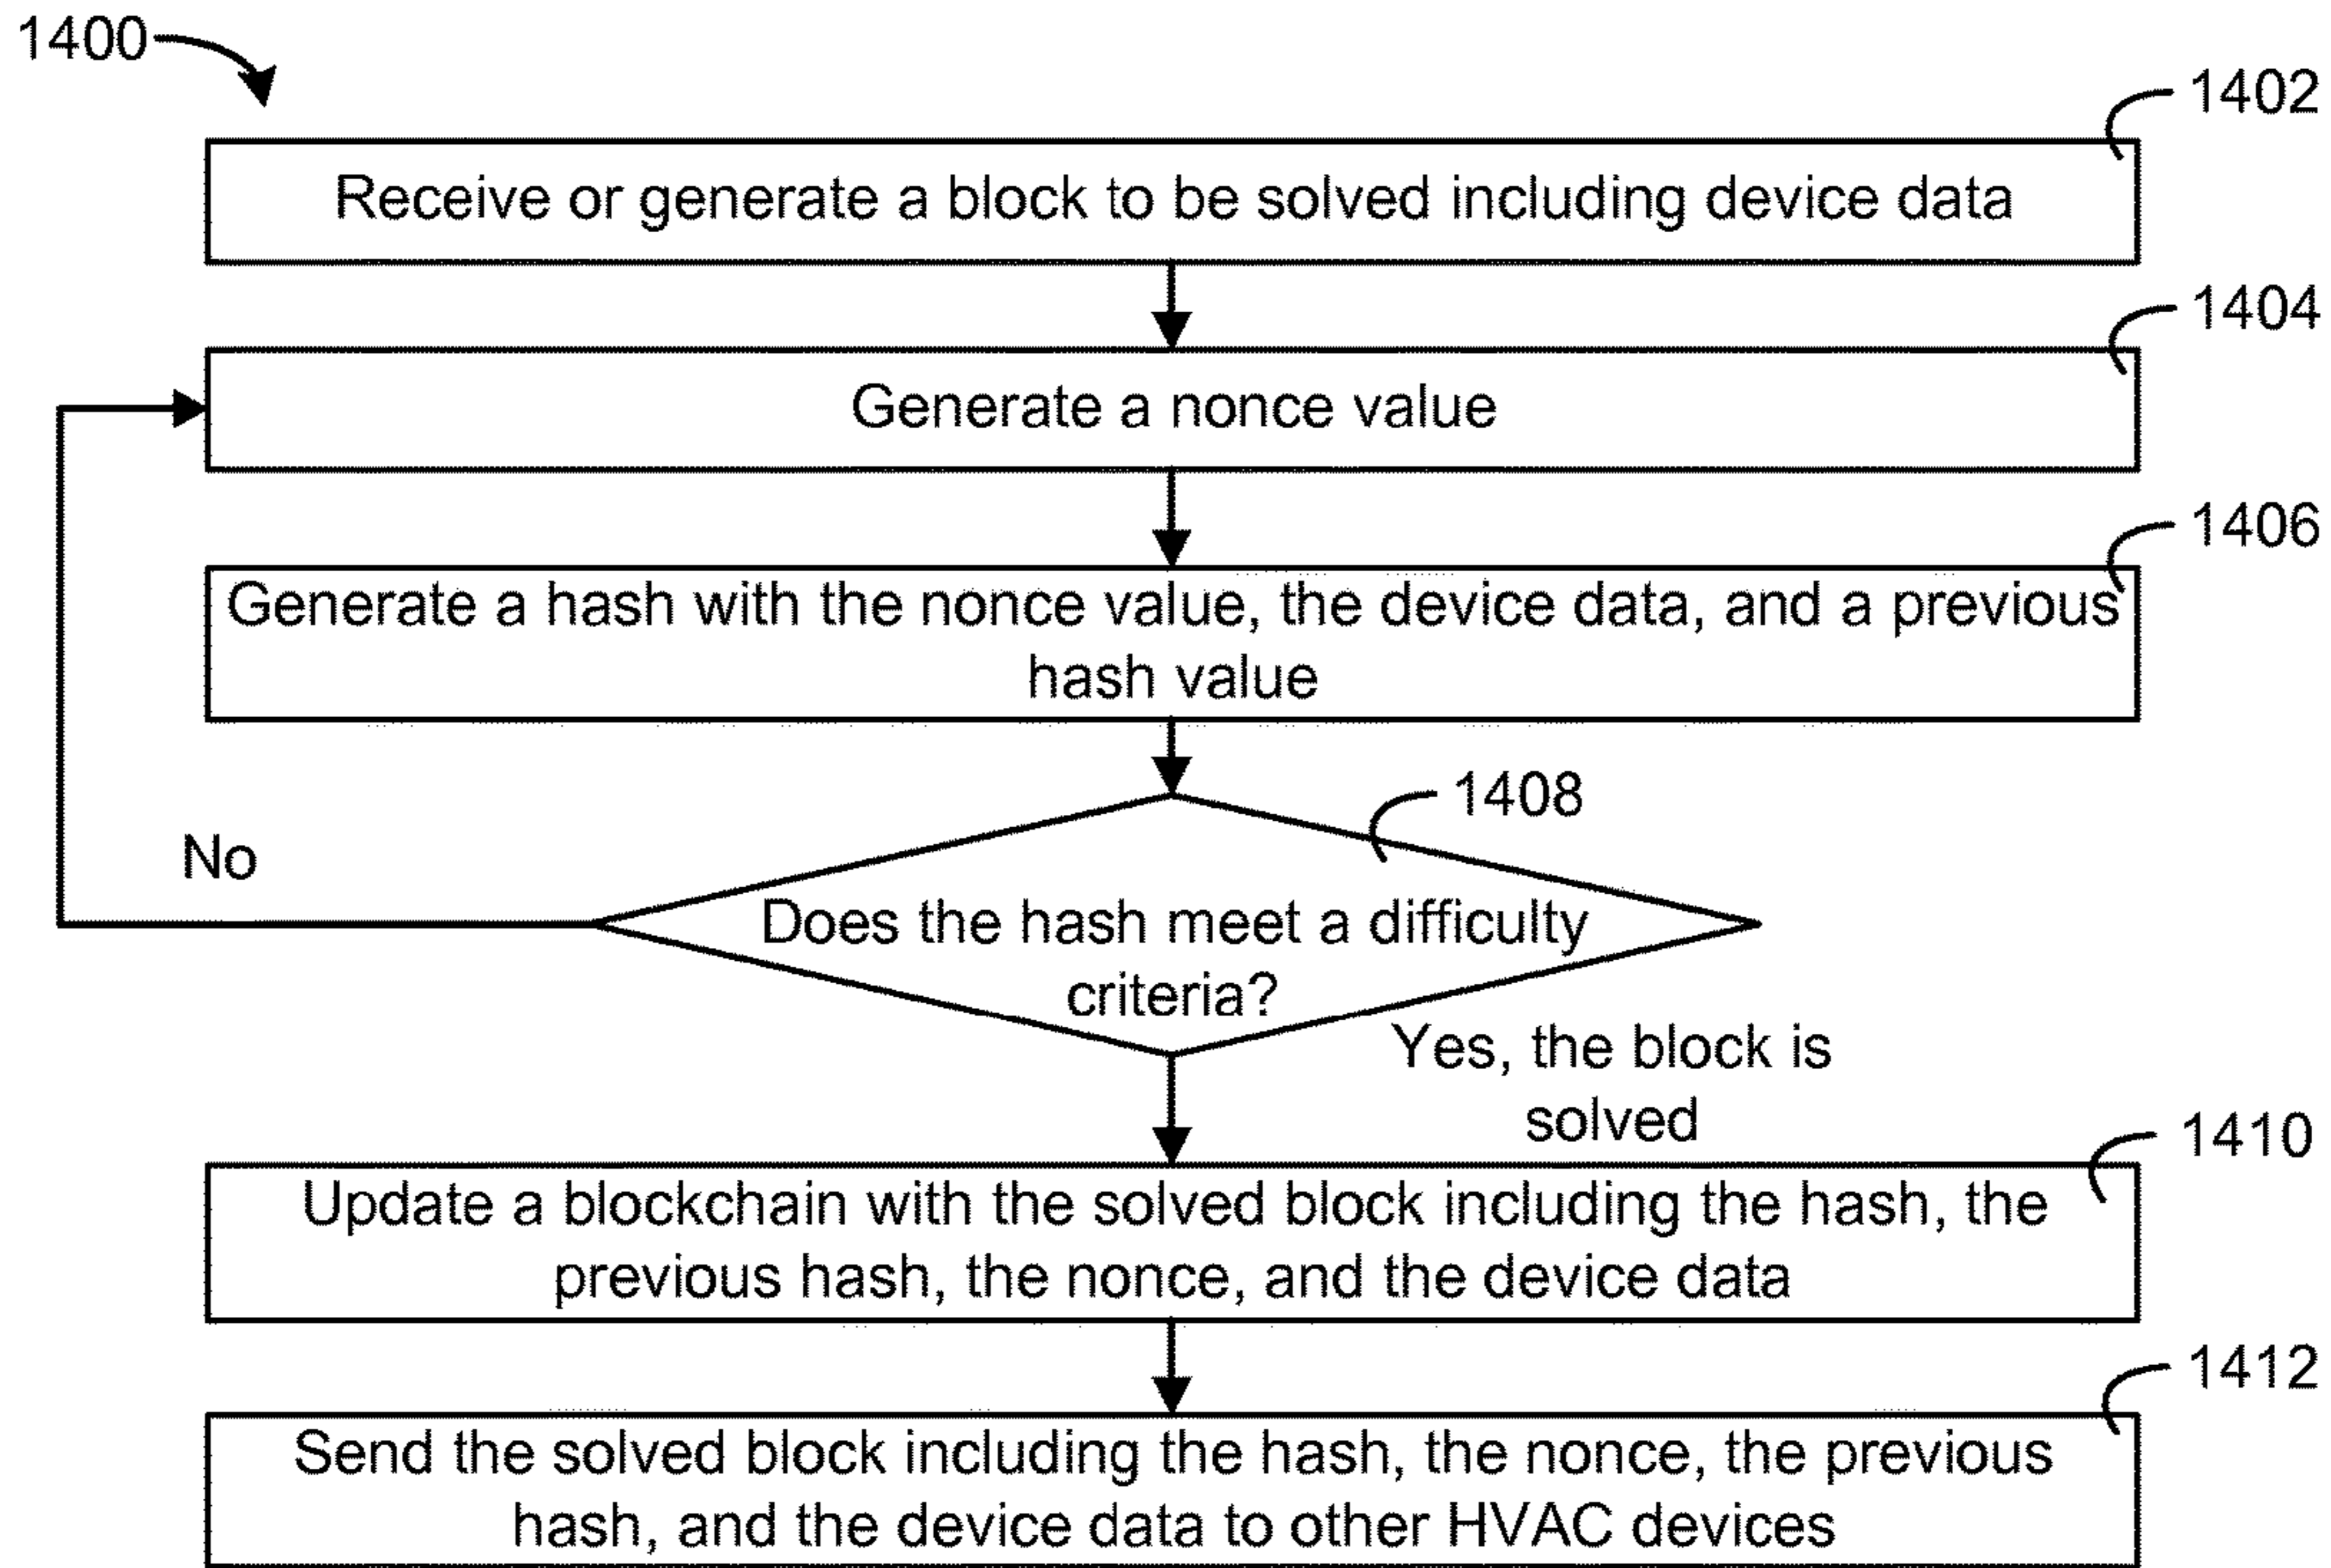 1400
1402
Receive or generate a block to be solved including device data
1404
Generate a nonce value
1406
Generate a hash with the nonce value, the device data, and a previous
hash value
1408
No
Does the hash meet a difficulty
criteria?
Yes, the block is
solved
1410
Update a blockchain with the solved block including the hash, the
previous hash, the nonce, and the device data
1412
Send the solved block including the hash, the nonce, the previous
hash, and the device data to other HVAC devices